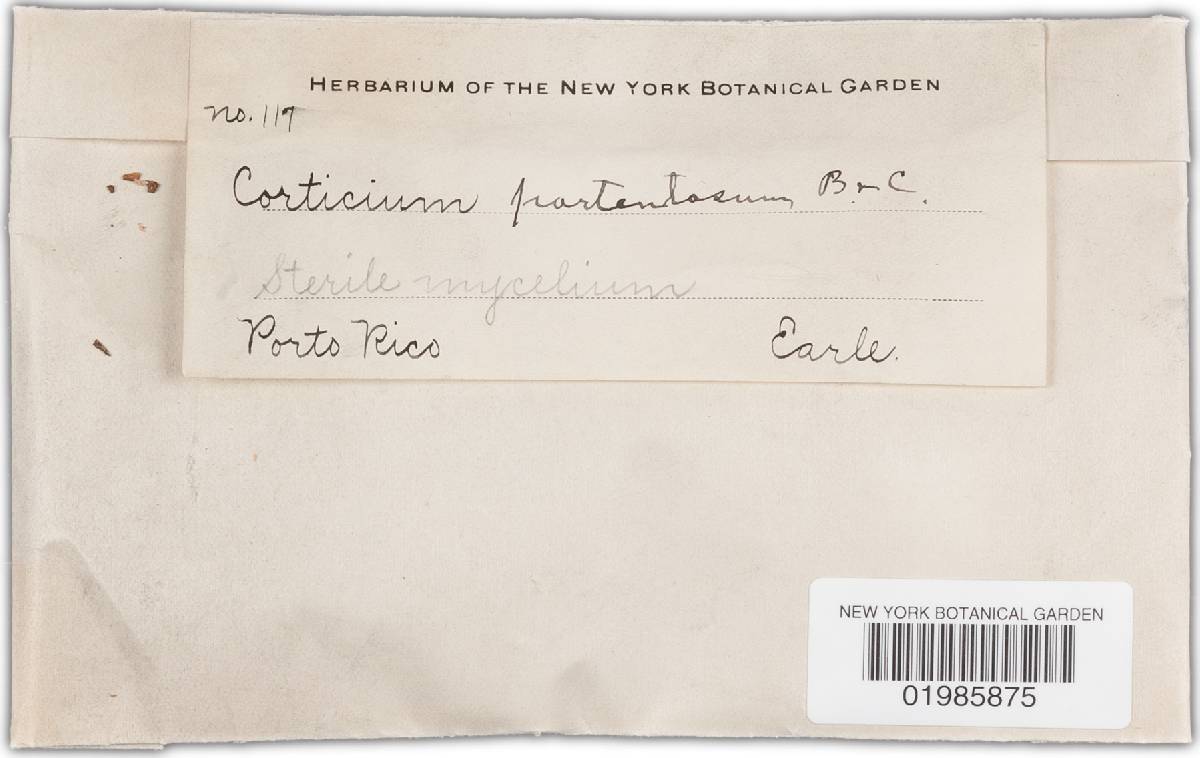 HERBARIUM OF THE NEW YORK BOTANICAL GARDEN
No. 117
Corticium portentosum B. & C.
Sterile mycelium
Porto Rico Earle.
NEW YORK BOTANICAL GARDEN
01985875